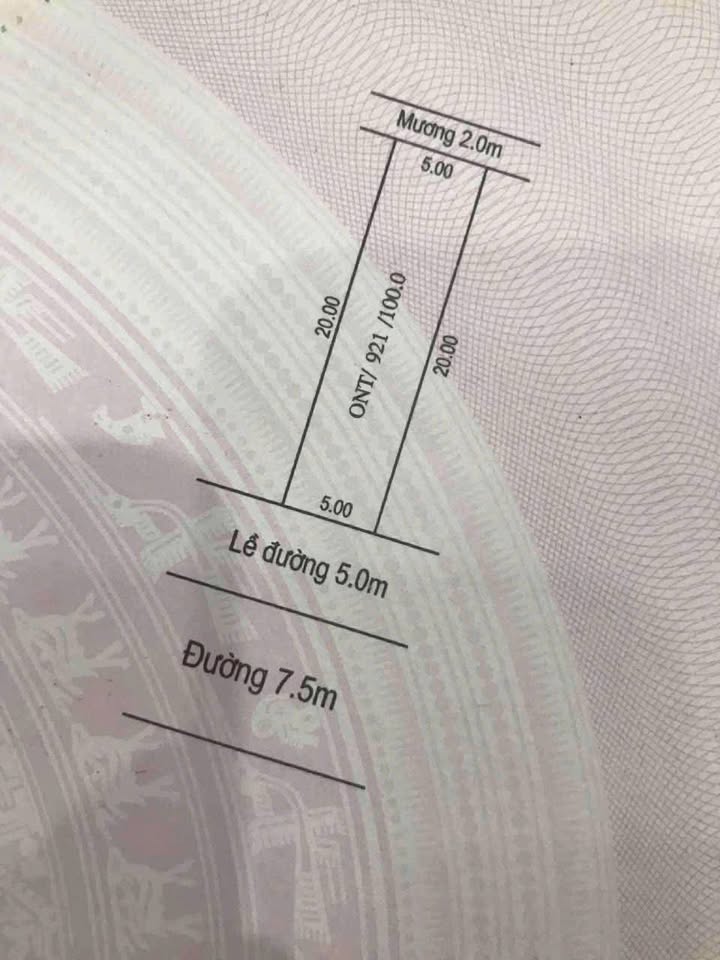 Mương 2.0m
5.00
20.00
ONT/ 921 /100.0
20.00
5.00
Lề đường 5.0m
Đường 7.5m